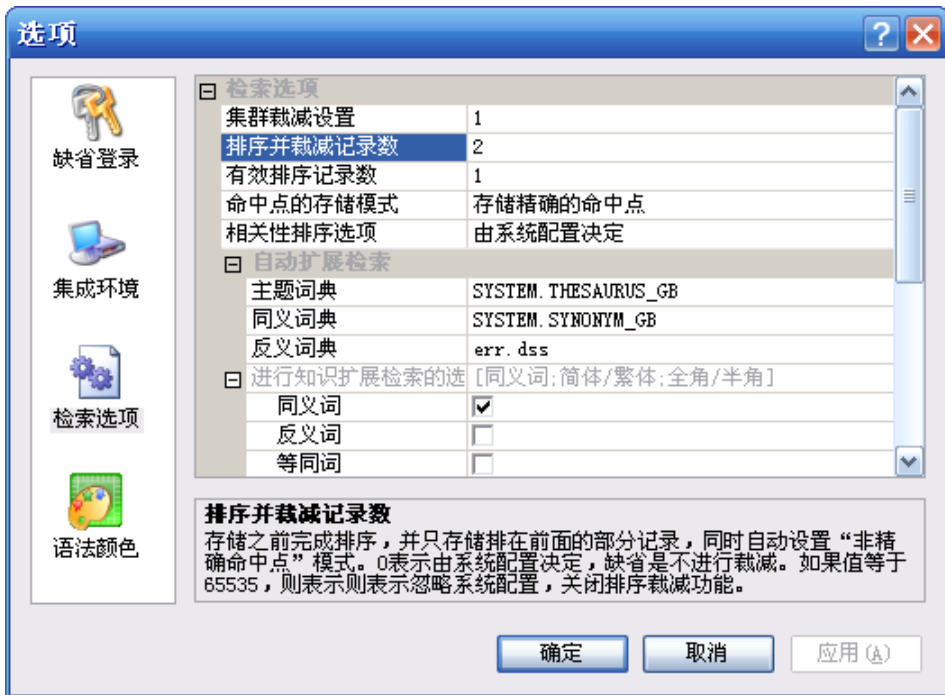 选项
缺省登录
集成环境
检索选项
语法颜色
检索选项
集群裁减设置 1
排序并裁减记录数 2
有效排序记录数 1
命中点的存储模式 存储精确的命中点
相关性排序选项 由系统配置决定
自动扩展检索
主题词典 SYSTEM.THESAURUS_GB
同义词典 SYSTEM.SYNONYM_GB
反义词典 err.dss
进行知识扩展检索的选 [同义词;简体/繁体;全角/半角]
同义词
反义词
等同词
排序并裁减记录数
存储之前完成排序，并只存储排在前面的部分记录，同时自动设置“非精
确命中点”模式。0表示由系统配置决定，缺省是不进行裁减。如果值等于
65535，则表示则表示忽略系统配置，关闭排序裁减功能。
确定 取消 应用(A)